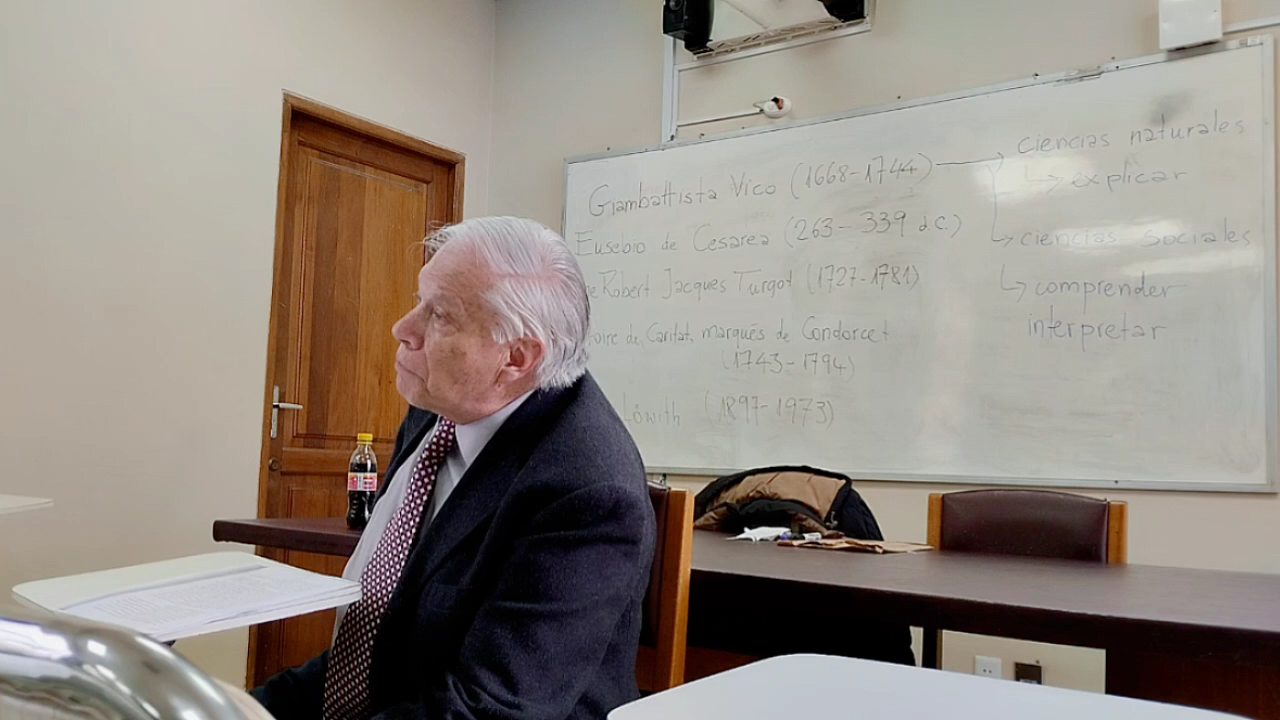 Giambattista Vico (1668-1744)
ciencias naturales
explicar
Eusebio de Cesarea (263-339 d.C.)
ciencias sociales
Robert Jacques Turgot (1727-1781)
comprender
interpretar
Caritat, marqués de Condorcet
(1743-1794)
Löwith (1897-1973)